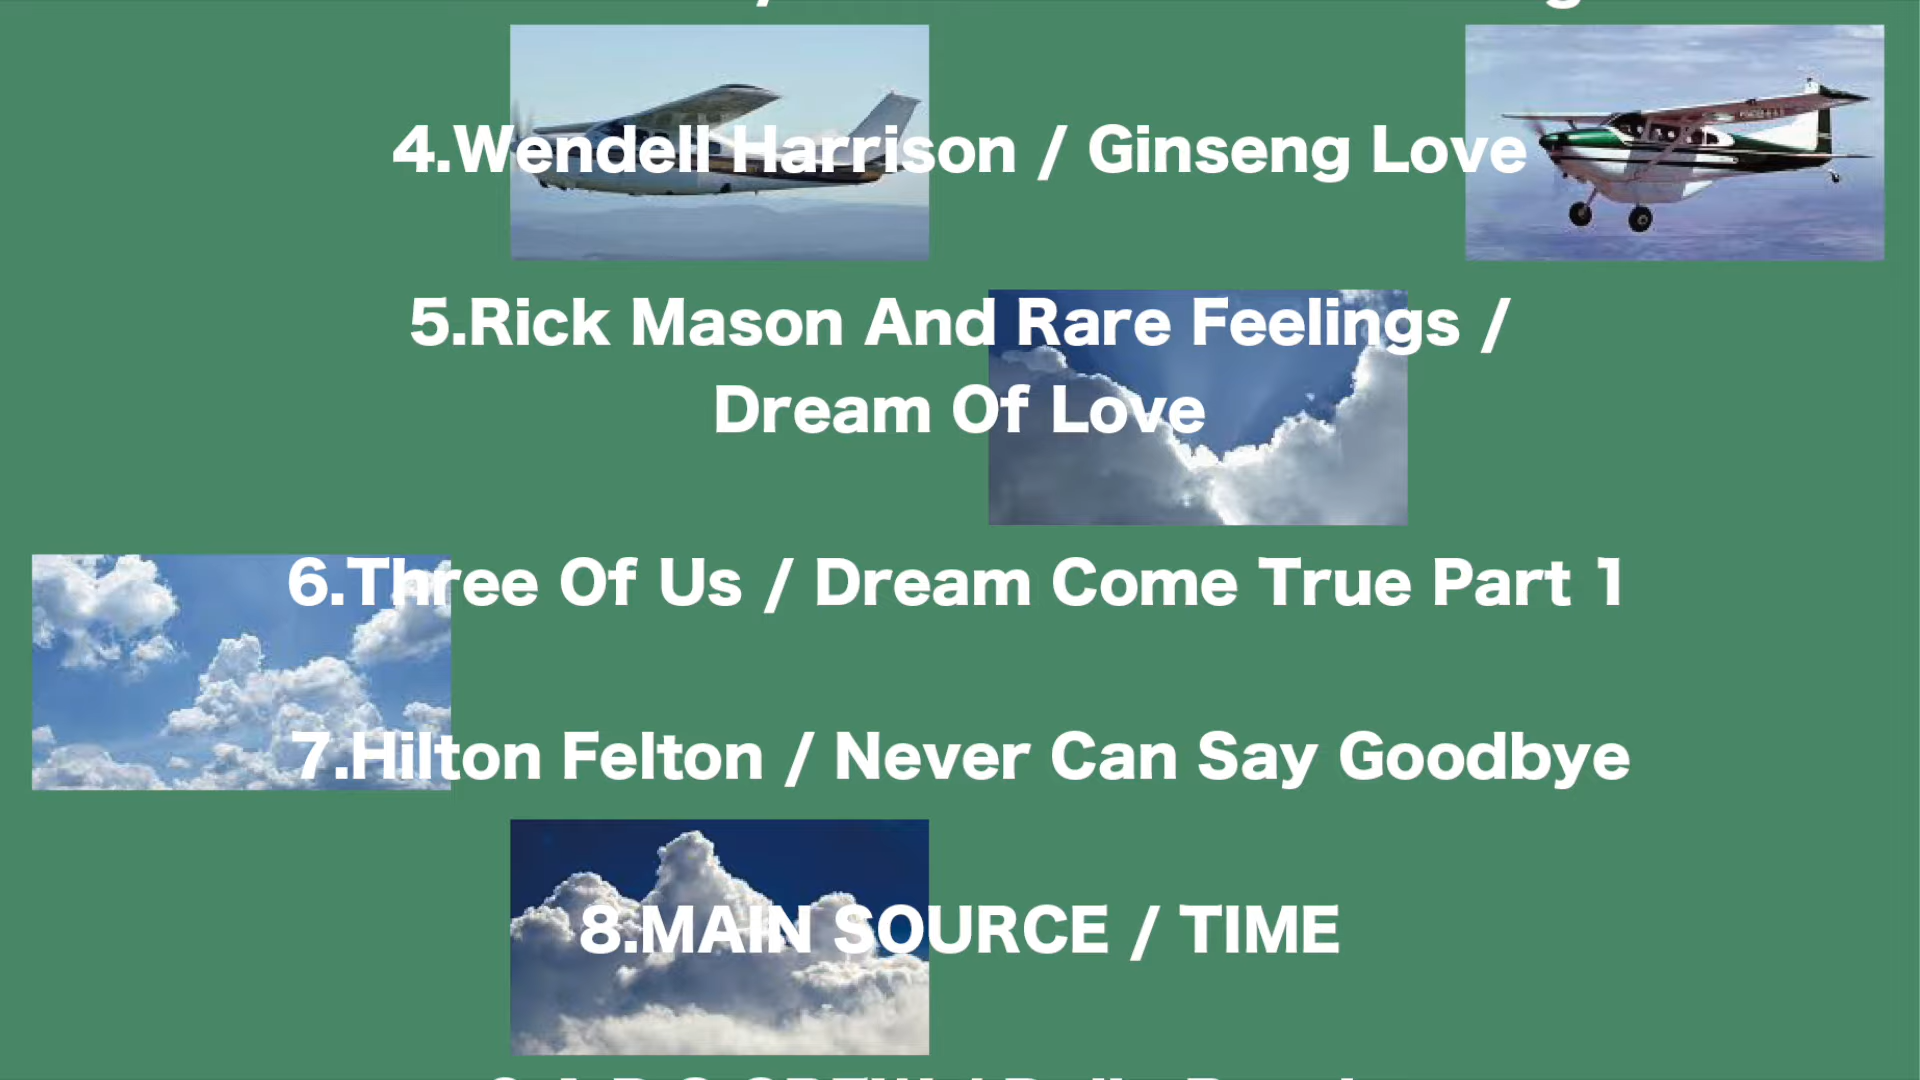 4.Wendell Harrison / Ginseng Love
5.Rick Mason And Rare Feelings /
Dream Of Love
6.Three Of Us / Dream Come True Part 1
7.Hilton Felton / Never Can Say Goodbye
8.MAIN SOURCE / TIME